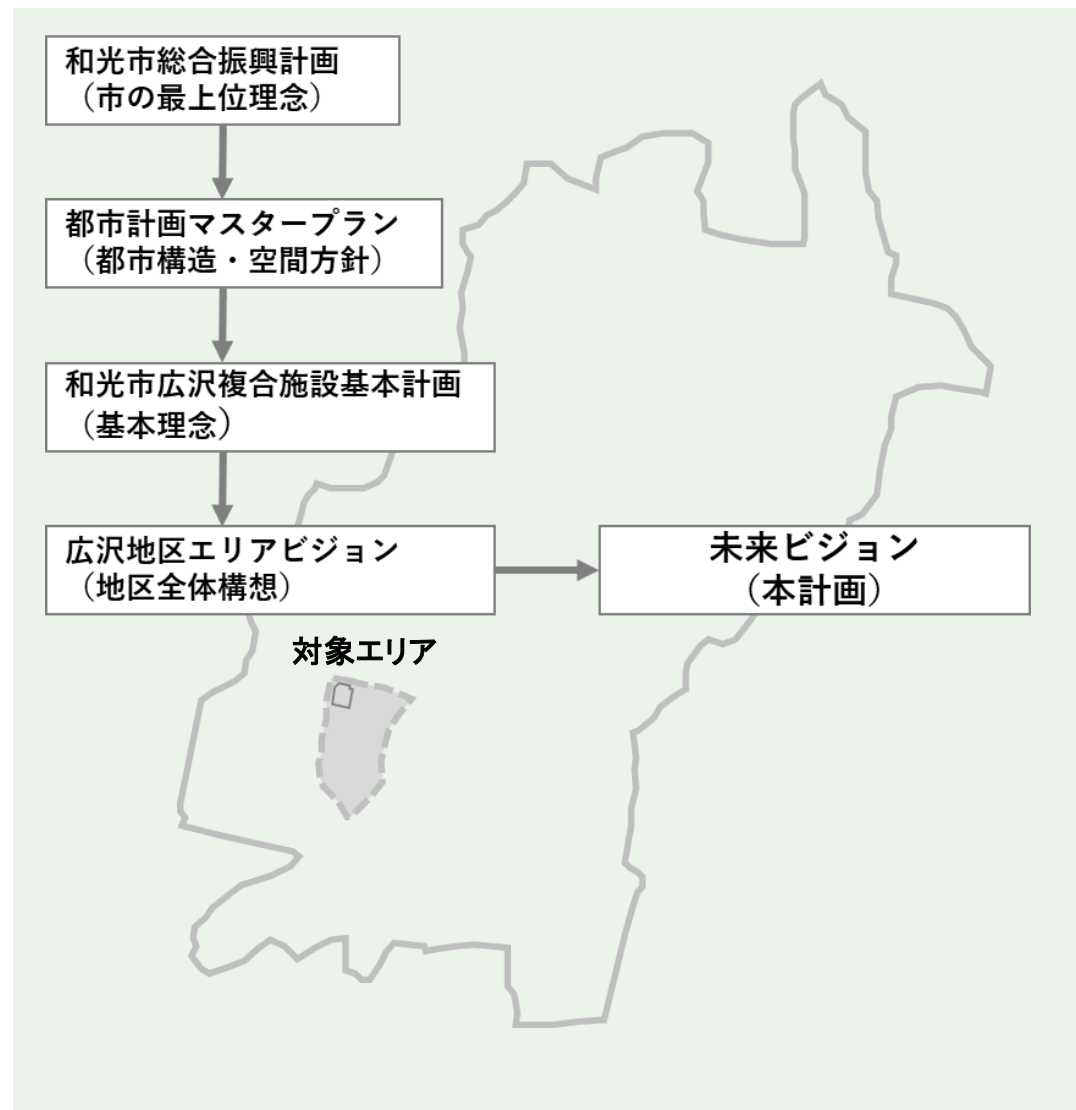 和光市総合振興計画
（市の最上位理念）
都市計画マスタープラン
（都市構造・空間方針）
和光市広沢複合施設基本計画
（基本理念）
広沢地区エリアビジョン
（地区全体構想）
未来ビジョン
（本計画）
対象エリア